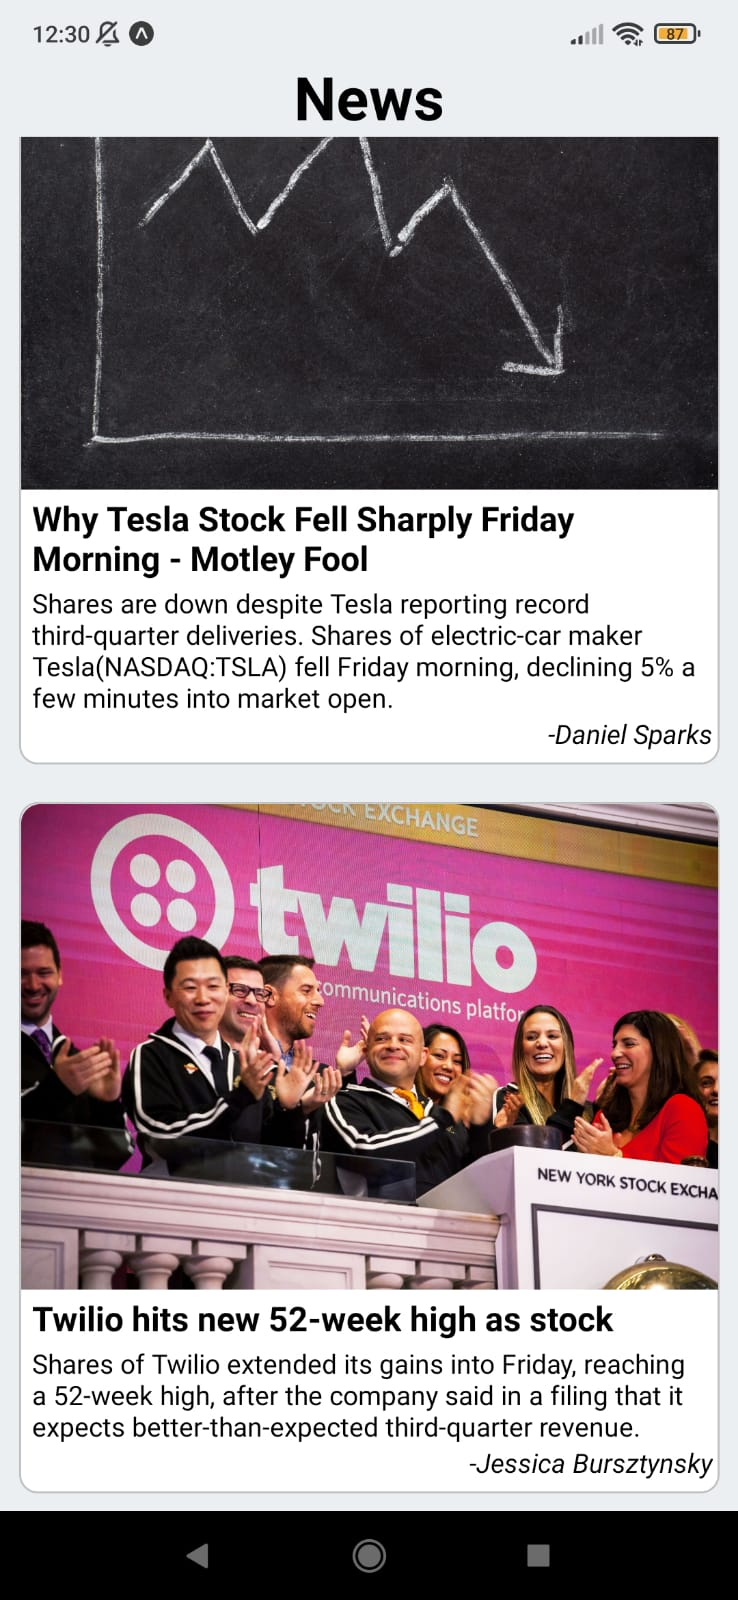 12:30
87
News
Why Tesla Stock Fell Sharply Friday
Morning - Motley Fool
Shares are down despite Tesla reporting record
third-quarter deliveries. Shares of electric-car maker
Tesla(NASDAQ:TSLA) fell Friday morning, declining 5% a
few minutes into market open.
-Daniel Sparks
EXCHANGE
twilio
communications platfor
NEW YORK STOCK EXCHA
Twilio hits new 52-week high as stock
Shares of Twilio extended its gains into Friday, reaching
a 52-week high, after the company said in a filing that it
expects better-than-expected third-quarter revenue.
-Jessica Bursztynsky